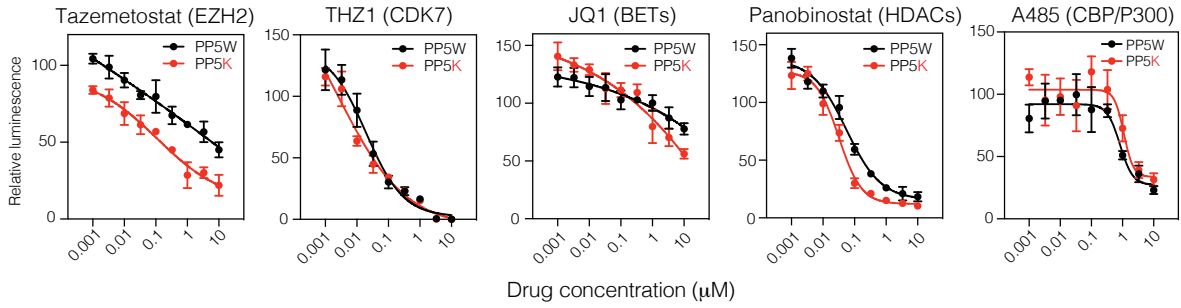 Tazemetostat (EZH2)
THZ1 (CDK7)
JQ1 (BETs)
Panobinostat (HDACs)
A485 (CBP/P300)
Relative luminescence
100
50
0
PP5W
PP5K
0.001
0.01
0.1
1
10
150
100
50
0
PP5W
PP5K
0.001
0.01
0.1
1
10
150
100
50
0
PP5W
PP5K
0.001
0.01
0.1
1
10
150
100
50
0
PP5W
PP5K
0.001
0.01
0.1
1
10
150
100
50
0
PP5W
PP5K
0.001
0.01
0.1
1
10
Drug concentration (μM)